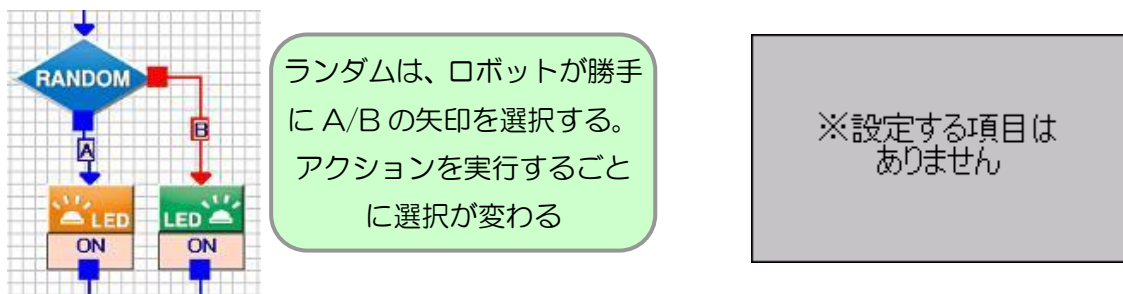 RANDOM
A
B
LED
LED
ON
ON
ランダムは、ロボットが勝手
に A/B の矢印を選択する。
アクションを実行するごと
に選択が変わる
※設定する項目は
ありません